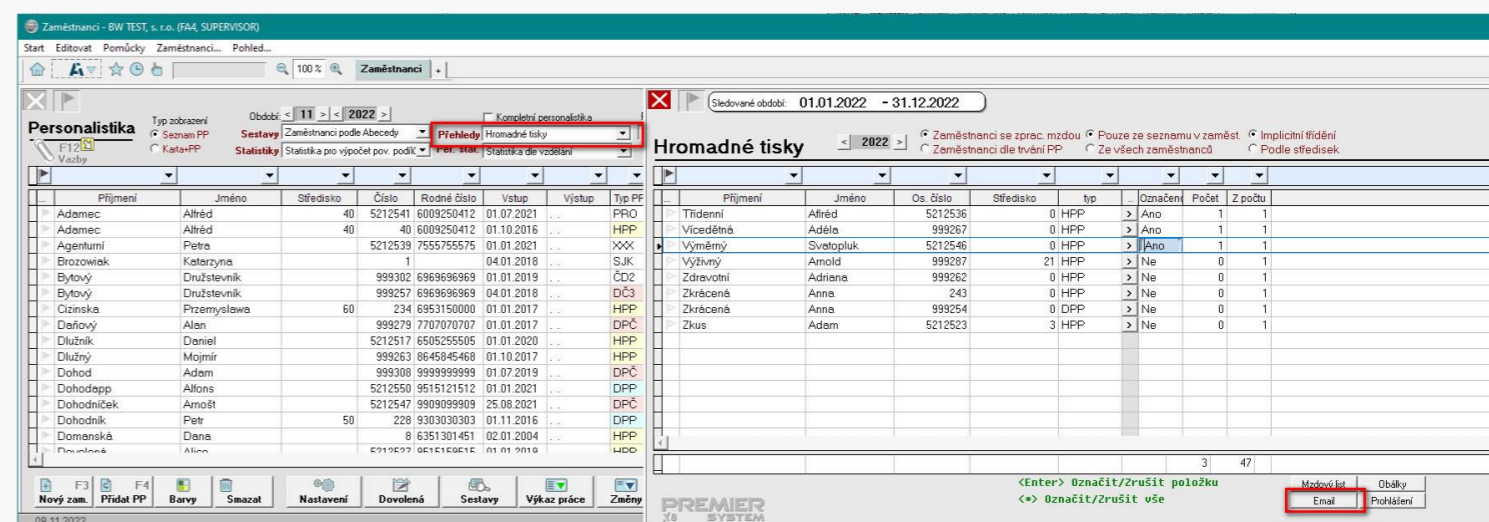 Zaměstnanci - BW TEST, s. r.o. (FA4, SUPERVISOR)
Start Editovat Pomůcky Zaměstnanci... Pohled...
100 % Zaměstnanci +
Personalistika
F12
Vazby
Typ zobrazení
Seznam PP
Karta+PP
Období: < 11 > < 2022 >
Kompletní personalistika
Sestavy Zaměstnanci podle Abecedy
Přehledy Hromadné tisky
Statistiky Statistika pro výpočet pov. podílů
Per. stat. Statistika dle vzdělání
... Příjmení Jméno Středisko Číslo Rodné číslo Vstup Výstup Typ PP
Adamec Alfréd 40 5212541 6009250412 01.07.2021 . . PRO
Adamec Alfréd 40 40 6009250412 01.10.2016 . . HPP
Agenturní Petra 5212539 7555755575 01.01.2021 . . XXX
Brozowiak Katarzyna 1 04.01.2018 . . SJK
Bytový Družstevník 999302 6969696969 01.01.2019 . . ČD2
Bytový Družstevník 999257 6969696969 04.01.2018 . . DČ3
Cizinska Przemyslawa 60 234 6953150000 01.01.2017 . . HPP
Daňový Alan 999279 7707070707 01.01.2017 . . DPČ
Dlužník Daniel 5212517 6505255505 01.01.2020 . . HPP
Dlužný Mojmír 999263 8645845468 01.10.2017 . . HPP
Dohod Adam 999308 9999999999 01.07.2019 . . DPČ
Dohodapp Alfons 5212550 9515121512 01.01.2021 . . DPP
Dohodníček Arnošt 5212547 9909099909 25.08.2021 . . DPČ
Dohodník Petr 50 228 9303030303 01.11.2016 . . DPP
Domanská Dana 8 6351301451 02.01.2004 . . HPP
F3 Nový zam.
F4 Přidat PP
Barvy
Smazat
Nastavení
Dovolená
Sestavy
Výkaz práce
Změny
09.11.2022
Sledované období: 01.01.2022 - 31.12.2022
Hromadné tisky
< 2022 >
Zaměstnanci se zprac. mzdou Pouze ze seznamu v zaměst. Implicitní třídění
Zaměstnanci dle trvání PP Ze všech zaměstnanců Podle středisek
... Příjmení Jméno Os. číslo Středisko typ .. Označení Počet Z počtu
Třídenní Alfréd 5212536 0 HPP > Ano 1 1
Vícedětná Adéla 999267 0 HPP > Ano 1 1
Výměrný Svatopluk 5212546 0 HPP > Ano 1 1
Výživný Arnold 999287 21 HPP > Ne 0 1
Zdravotní Adriana 999262 0 HPP > Ne 0 1
Zkrácená Anna 243 0 HPP > Ne 0 1
Zkrácená Anna 999254 0 DPP > Ne 0 1
Zkus Adam 5212523 3 HPP > Ne 0 1
3 47
<Enter> Označit/Zrušit položku
<*> Označit/Zrušit vše
Mzdový list Obálky
Email Prohlášení
PREMIER
X8 SYSTEM